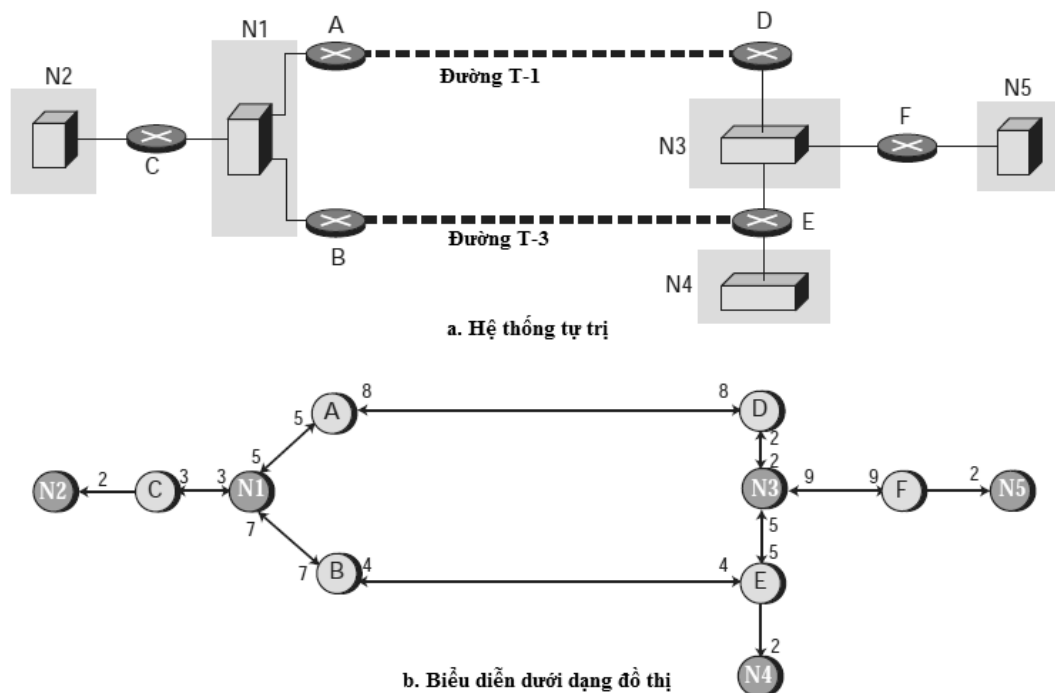 A
D
N1
N2
Đường T-1
N5
F
N3
C
E
B
Đường T-3
N4
a. Hệ thống tự trị
A
8
8
D
5
2
5
2
N2
2
C
3
3
N1
N3
9
9
F
2
N5
7
5
7
B
4
4
5
E
2
N4
b. Biểu diễn dưới dạng đồ thị